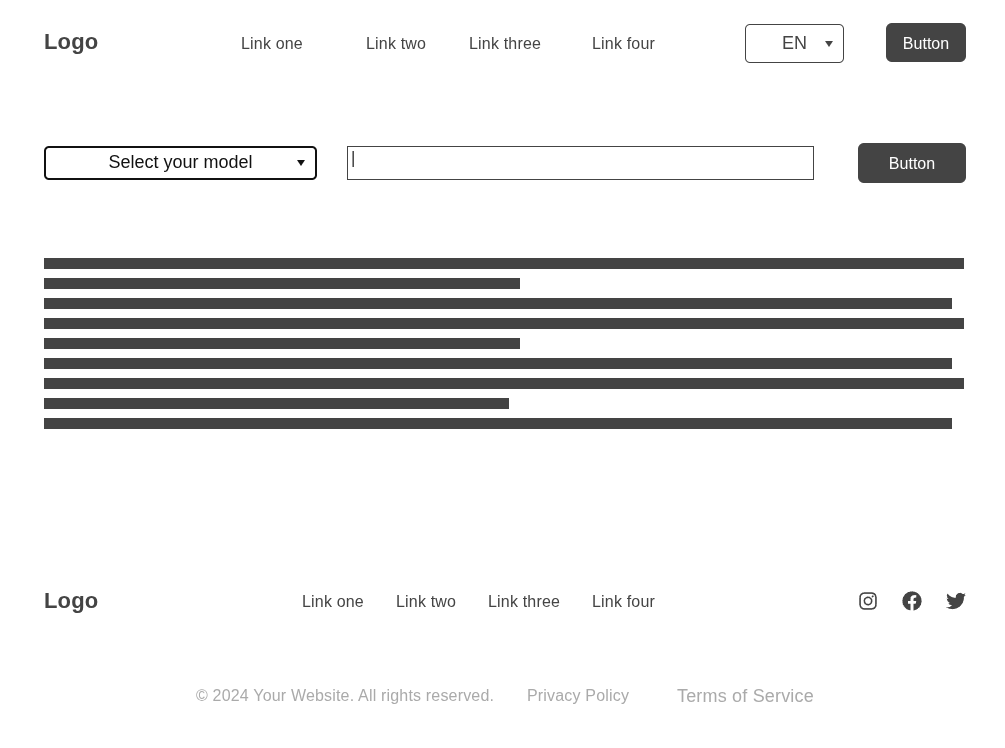 Logo
Link one Link two Link three Link four
EN
Button
Select your model
|
Button
Logo
Link one Link two Link three Link four
© 2024 Your Website. All rights reserved. Privacy Policy Terms of Service